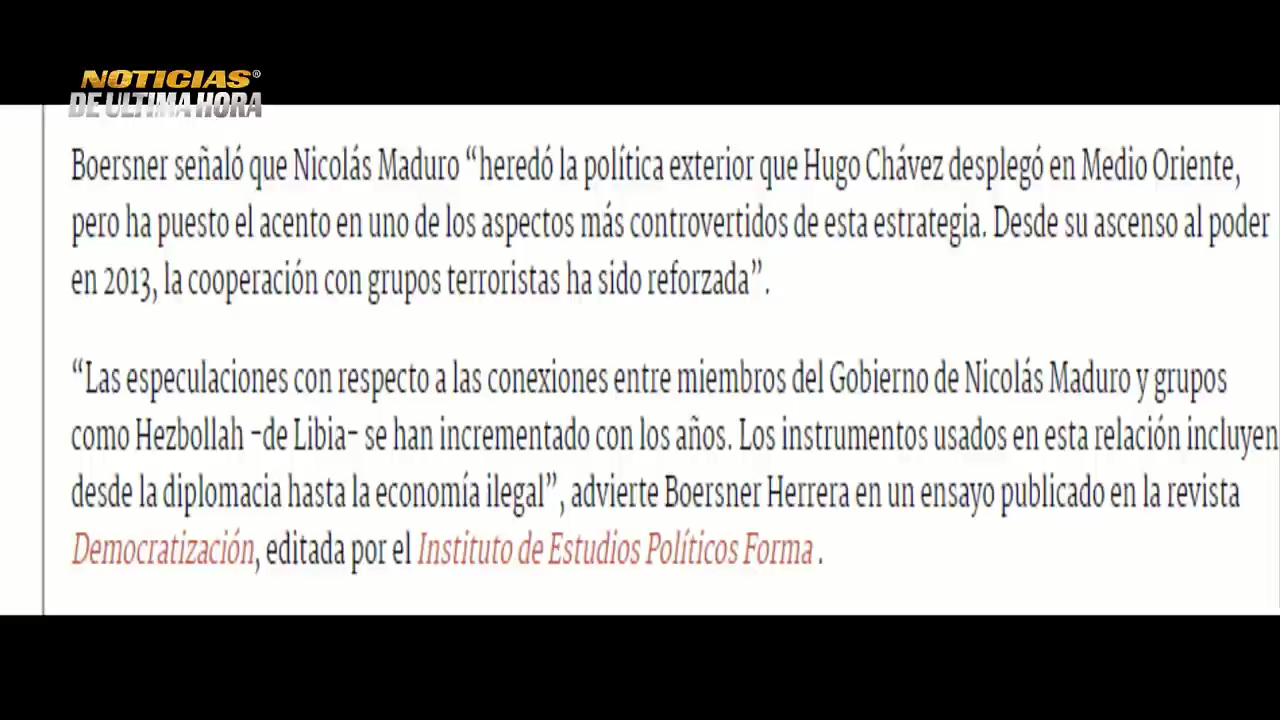 NOTICIAS®
DE ULTIMA HORA
Boersner señaló que Nicolás Maduro “heredó la política exterior que Hugo Chávez desplegó en Medio Oriente,
pero ha puesto el acento en uno de los aspectos más controvertidos de esta estrategia. Desde su ascenso al poder
en 2013, la cooperación con grupos terroristas ha sido reforzada”.
“Las especulaciones con respecto a las conexiones entre miembros del Gobierno de Nicolás Maduro y grupos
como Hezbollah –de Libia– se han incrementado con los años. Los instrumentos usados en esta relación incluyen
desde la diplomacia hasta la economía ilegal”, advierte Boersner Herrera en un ensayo publicado en la revista
Democratización, editada por el Instituto de Estudios Políticos Forma .